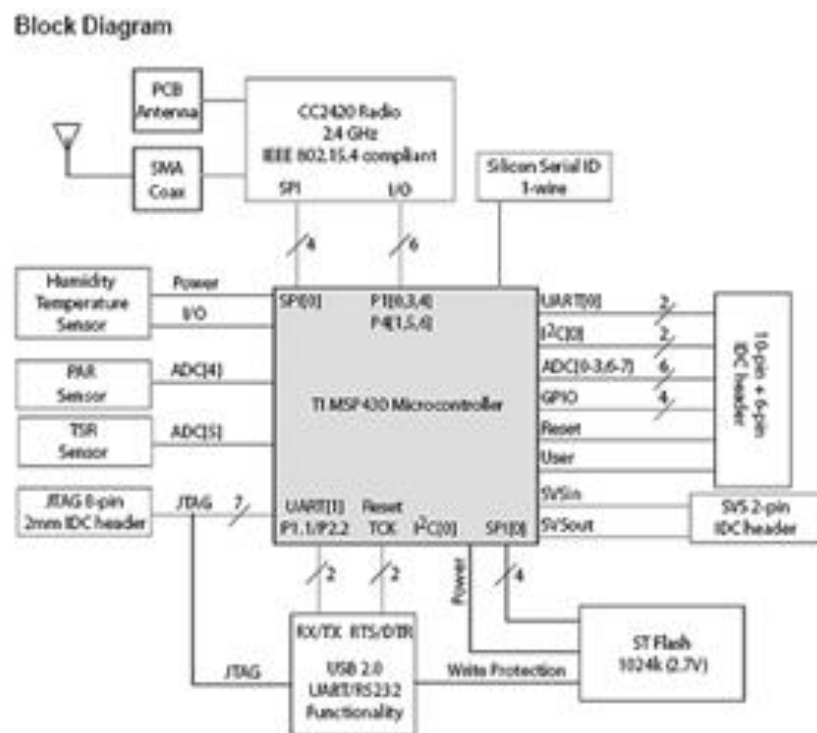 Block Diagram
PCB
Antenna
CC2420 Radio
2.4 GHz
IEEE 802.15.4 compliant
SPI
I/O
SMA
Coax
Silicon Serial ID
1-wire
4
6
Humidity
Temperature
Sensor
Power
I/O
SPI[0]
P1[0,3,4]
P4[1,5,6]
UART[0]
2
I²C[0]
2
ADC[0-3,6-7]
6
GPIO
4
Reset
User
10-pin + 6-pin
IDC header
PAR
Sensor
ADC[4]
TI MSP430 Microcontroller
TSR
Sensor
ADC[5]
SVSin
SVSout
SVS 2-pin
IDC header
JTAG 8-pin
2mm IDC header
JTAG
7
UART[1]
Reset
P1.1/P2.2
TCK
I²C[0]
SPI[0]
2
2
Power
4
RX/TX
RTS/DTR
USB 2.0
UART/RS232
Functionality
JTAG
Write Protection
ST Flash
1024k (2.7V)